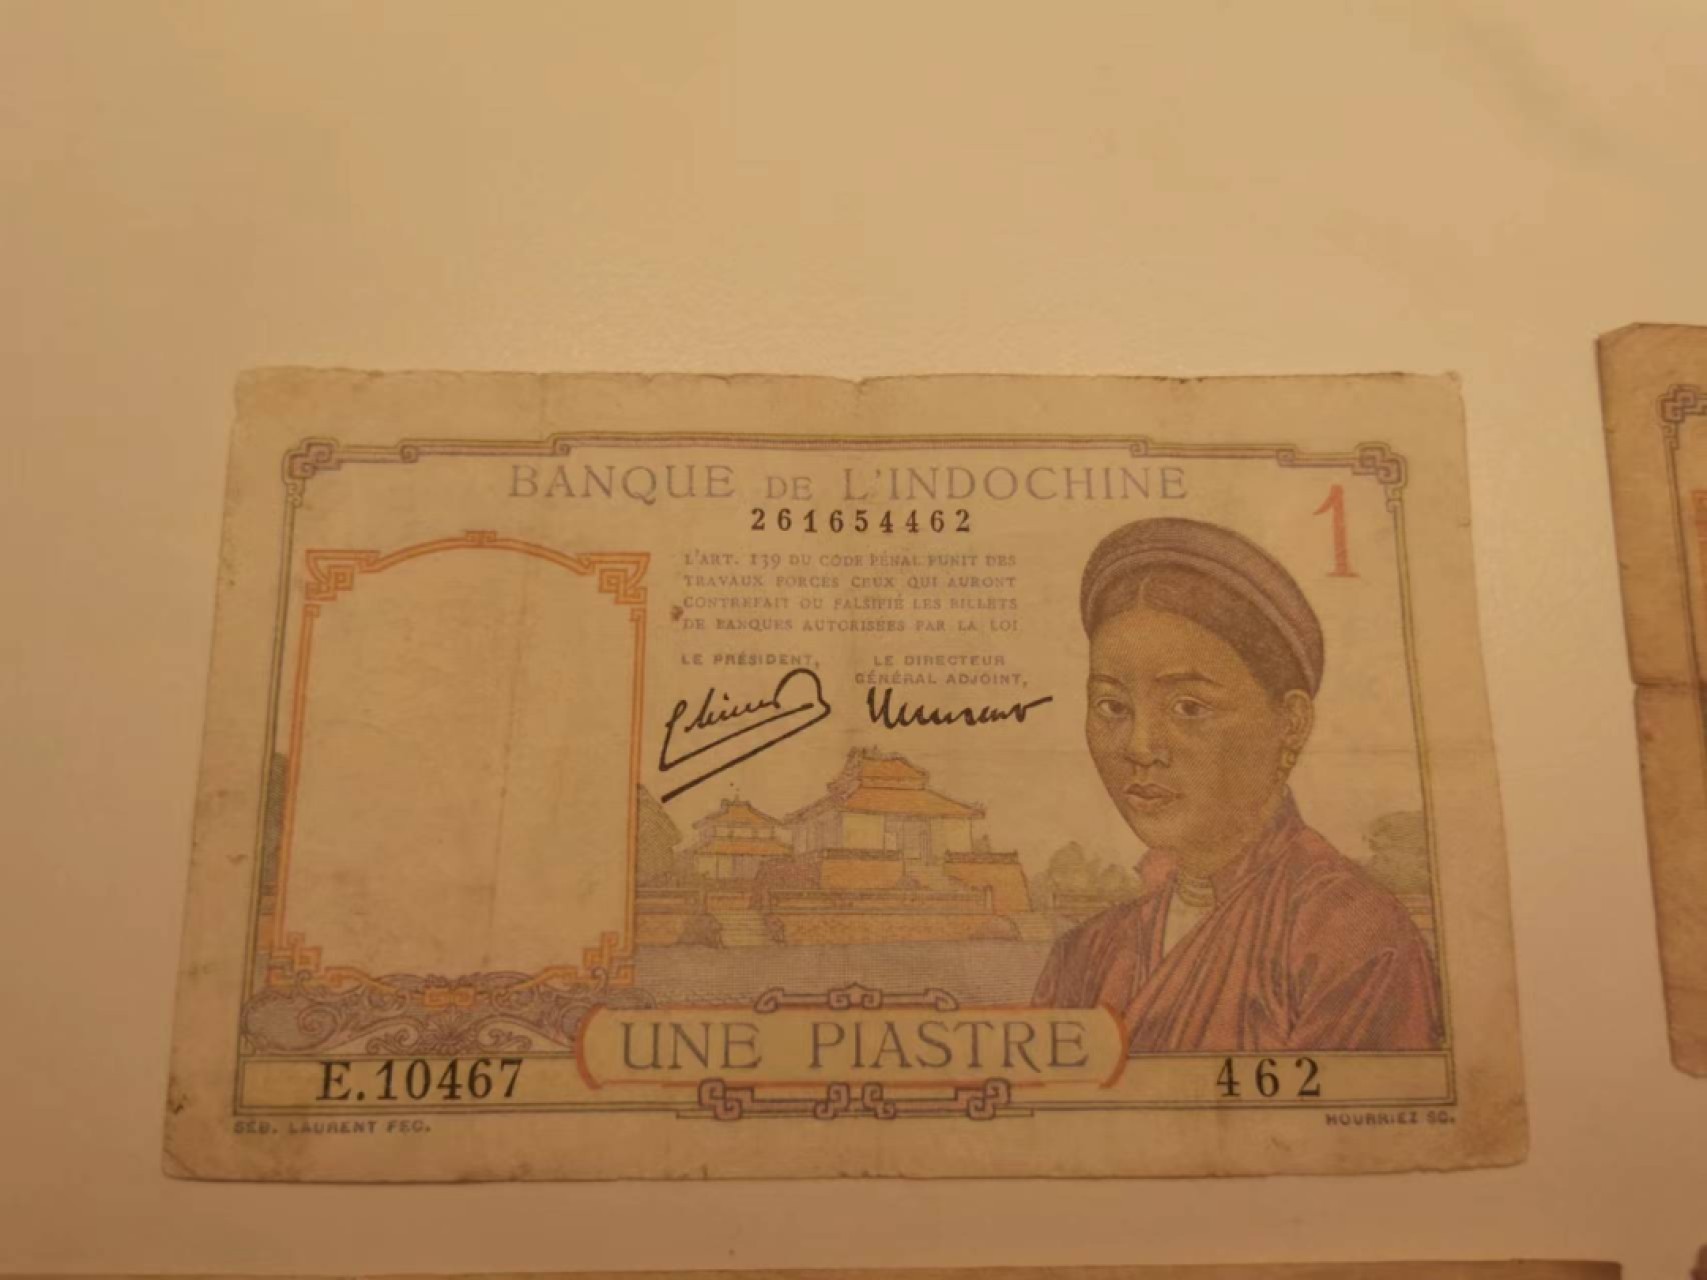 BANQUE DE L'INDOCHINE
261654462
1
L'ART. 139 DU CODE PÉNAL PUNIT DES
TRAVAUX FORCÉS CEUX QUI AURONT
CONTREFAIT OU FALSIFIÉ LES BILLETS
DE BANQUES AUTORISÉES PAR LA LOI
LE PRÉSIDENT,
LE DIRECTEUR
GÉNÉRAL ADJOINT,
UNE PIASTRE
E.10467
462
SÉB. LAURENT FEC.
HOURRIEZ SC.